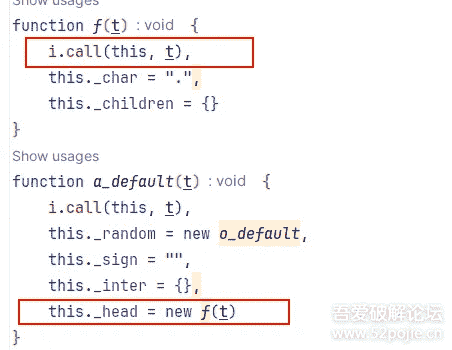 Show usages
function f(t) : void {
i.call(this, t),
this._char = ".",
this._children = {}
}
Show usages
function a_default(t) : void {
i.call(this, t),
this._random = new o_default,
this._sign = "",
this._inter = {},
this._head = new f(t)
}
吾爱破解论坛
www.52pojie.cn